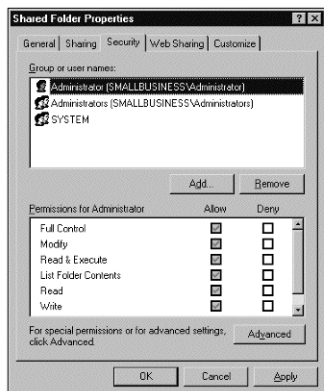 Shared Folder Properties
General Sharing Security Web Sharing Customize
Group or user names:
Administrator (SMALLBUSINESS\Administrator)
Administrators (SMALLBUSINESS\Administrators)
SYSTEM
Add... Remove
Permissions for Administrator Allow Deny
Full Control
Modify
Read & Execute
List Folder Contents
Read
Write
For special permissions or for advanced settings,
click Advanced.
Advanced
OK Cancel Apply